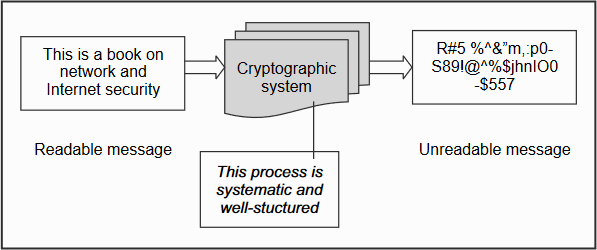 This is a book on
network and
Internet security
Cryptographic
system
R#5 %^&”m,:p0-
S89!@^%$jhnIO0
-$557
Readable message
This process is
systematic and
well-stuctured
Unreadable message